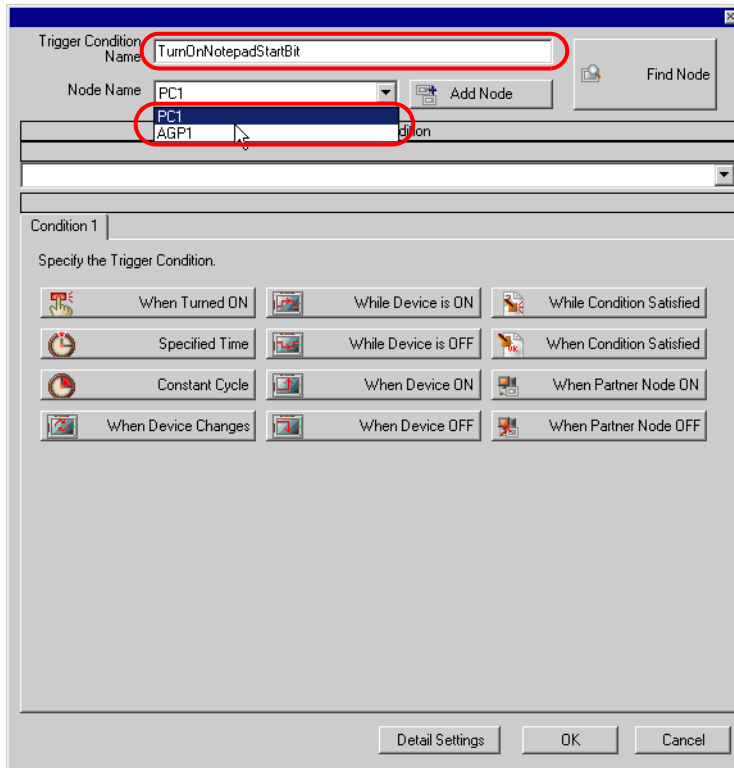 Trigger Condition
Name
TurnOnNotepadStartBit
Find Node
Node Name
PC1
Add Node
PC1
AGP1
Condition 1
Specify the Trigger Condition.
When Turned ON
While Device is ON
While Condition Satisfied
Specified Time
While Device is OFF
When Condition Satisfied
Constant Cycle
When Device ON
When Partner Node ON
When Device Changes
When Device OFF
When Partner Node OFF
Detail Settings
OK
Cancel